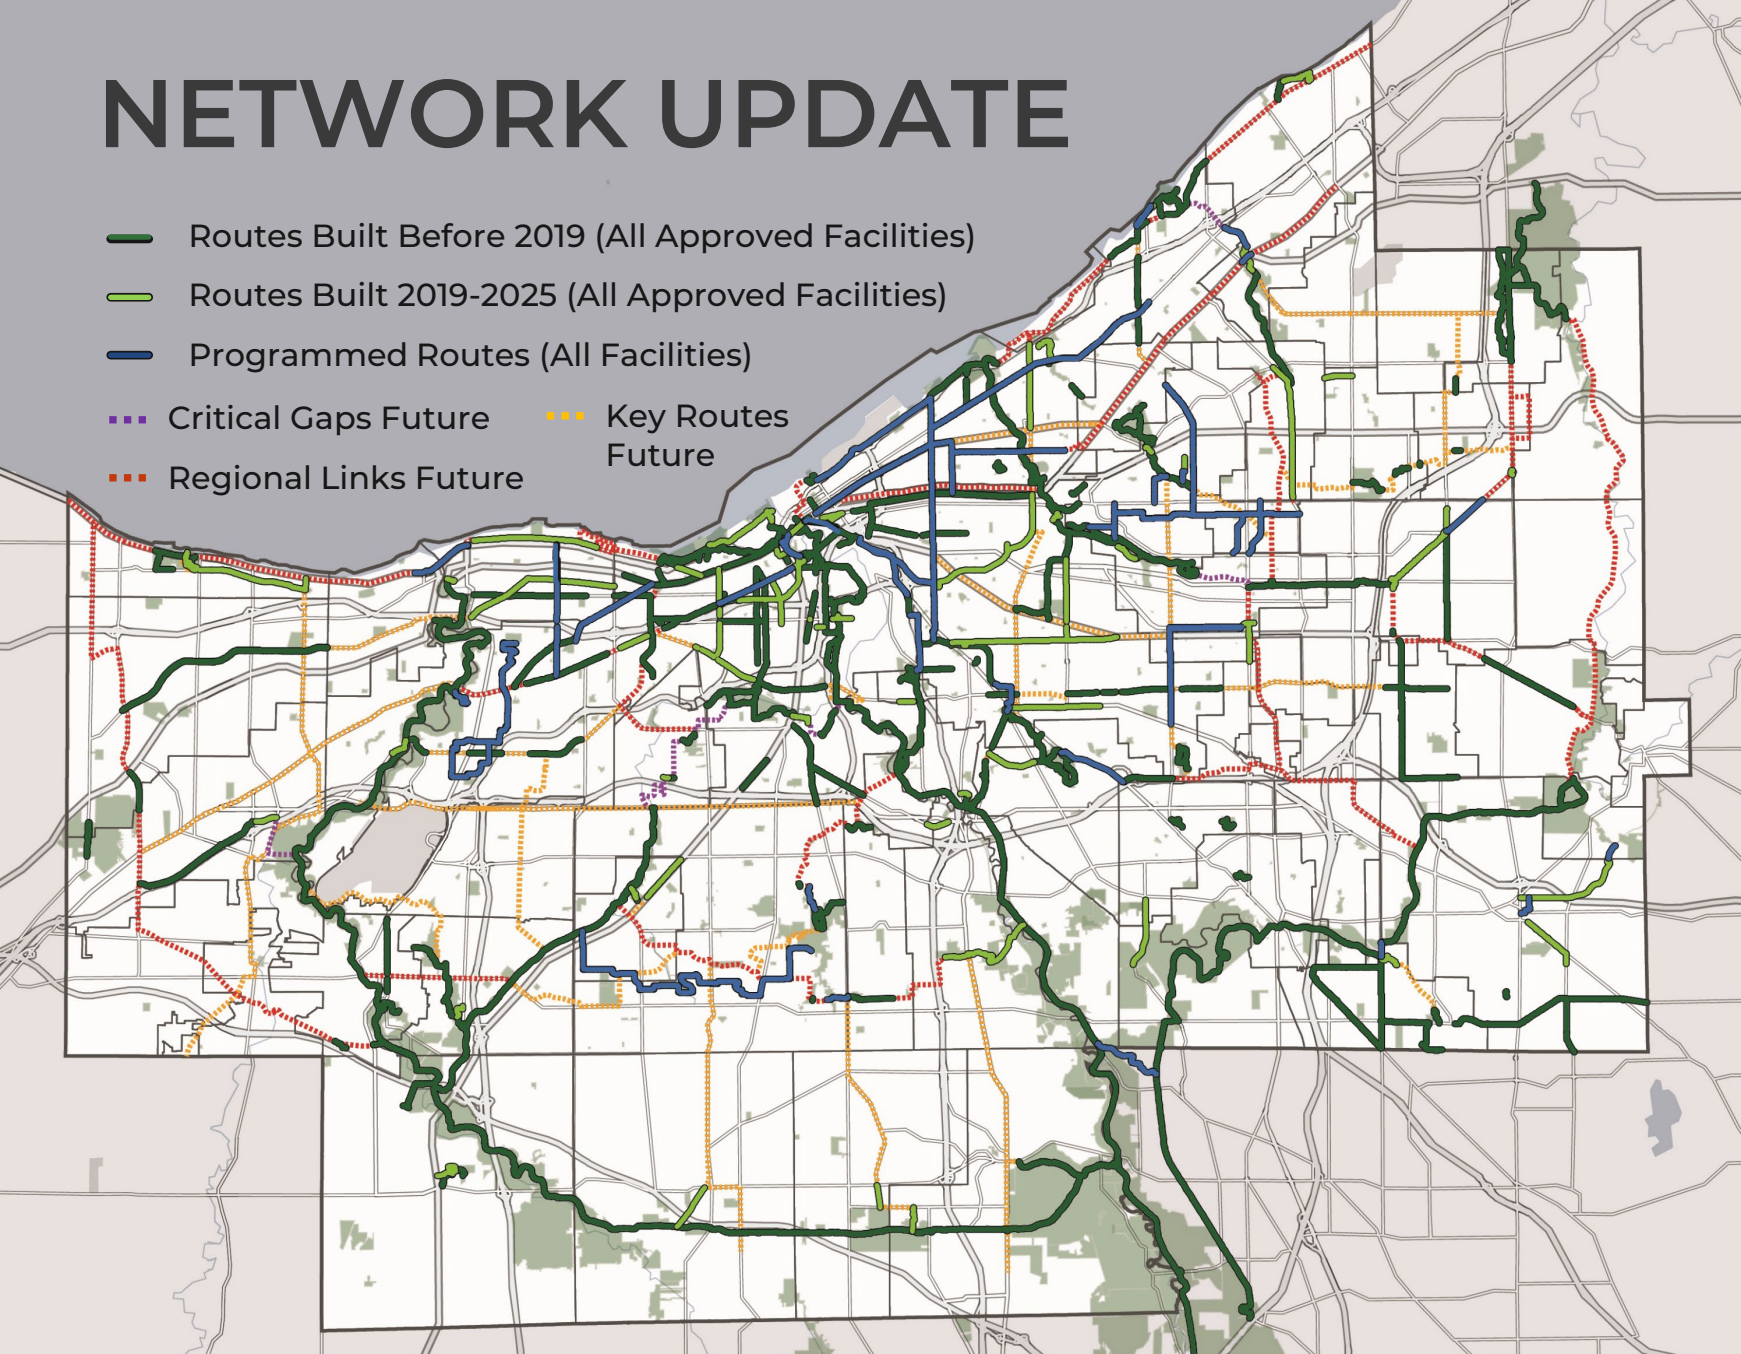 NETWORK UPDATE
Routes Built Before 2019 (All Approved Facilities)
Routes Built 2019-2025 (All Approved Facilities)
Programmed Routes (All Facilities)
Critical Gaps Future
Key Routes
Future
Regional Links Future